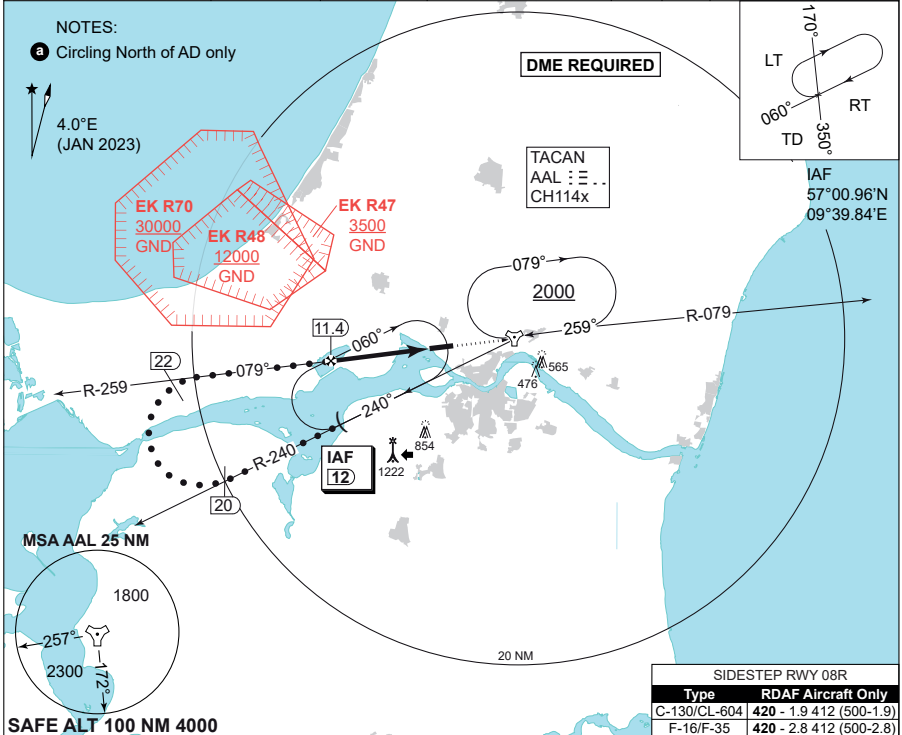 NOTES:
a Circling North of AD only
4.0°E
(JAN 2023)
DME REQUIRED
170°
LT
RT
060°
TD
350°
IAF
57°00.96'N
09°39.84'E
TACAN
AAL
CH114x
EK R70
30000
GND
EK R48
12000
GND
EK R47
3500
GND
079°
2000
259°
R-079
11.4
060°
22
079°
R-259
565
476
240°
R-240
854
1222
IAF
12
20
MSA AAL 25 NM
1800
257°
2300
172°
20 NM
SAFE ALT 100 NM 4000
SIDESTEP RWY 08R
Type RDAF Aircraft Only
C-130/CL-604 420 - 1.9 412 (500-1.9)
F-16/F-35 420 - 2.8 412 (500-2.8)